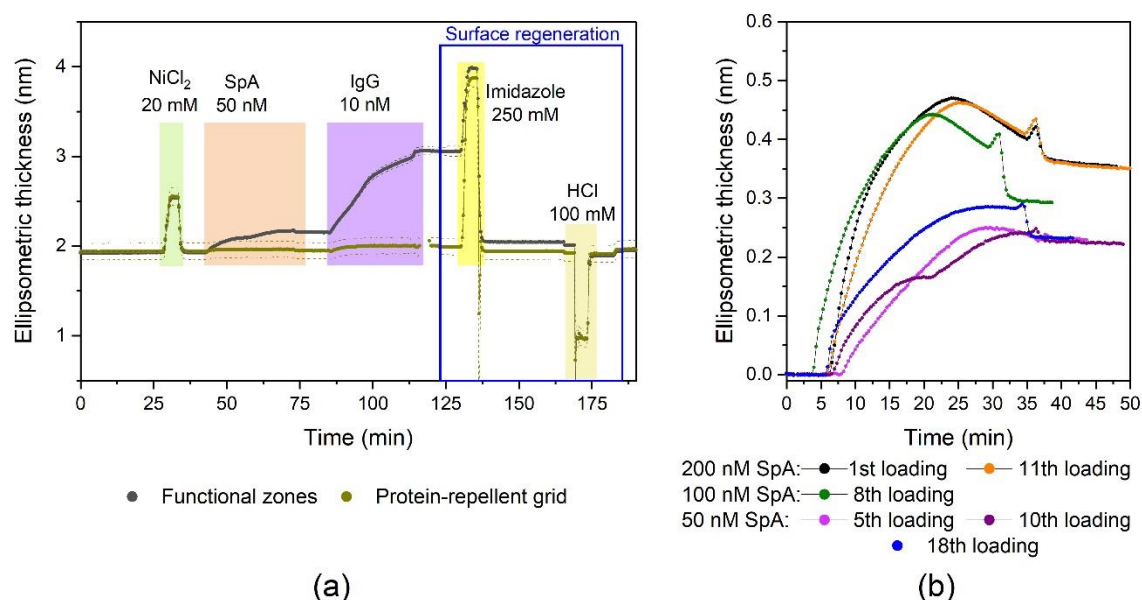 Surface regeneration
NiCl₂
20 mM
SpA
50 nM
IgG
10 nM
Imidazole
250 mM
HCl
100 mM
Ellipsometric thickness (nm)
4
3
2
1
0 25 50 75 100 125 150 175
Time (min)
Functional zones Protein-repellent grid
(a)
Ellipsometric thickness (nm)
0.6
0.5
0.4
0.3
0.2
0.1
0.0
0 5 10 15 20 25 30 35 40 45 50
Time (min)
200 nM SpA: 1st loading 11th loading
100 nM SpA: 8th loading
50 nM SpA: 5th loading 10th loading
18th loading
(b)